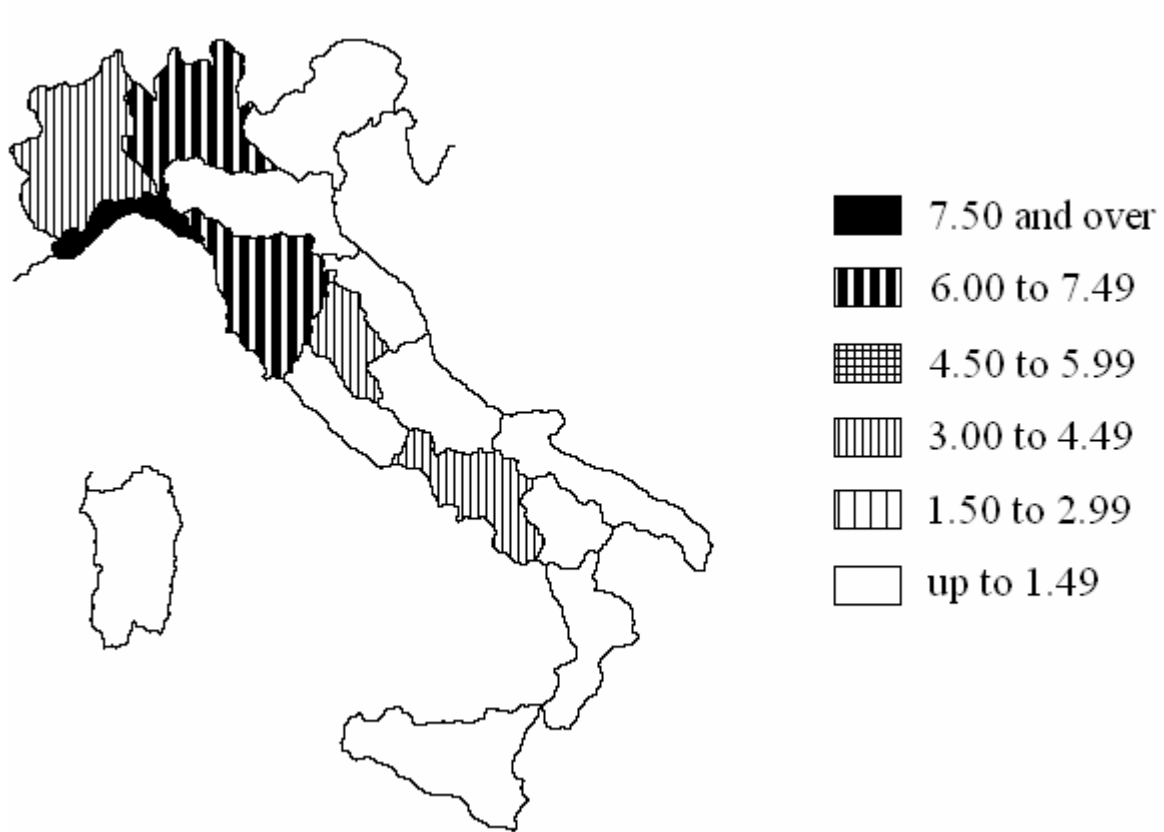 7.50 and over
6.00 to 7.49
4.50 to 5.99
3.00 to 4.49
1.50 to 2.99
up to 1.49